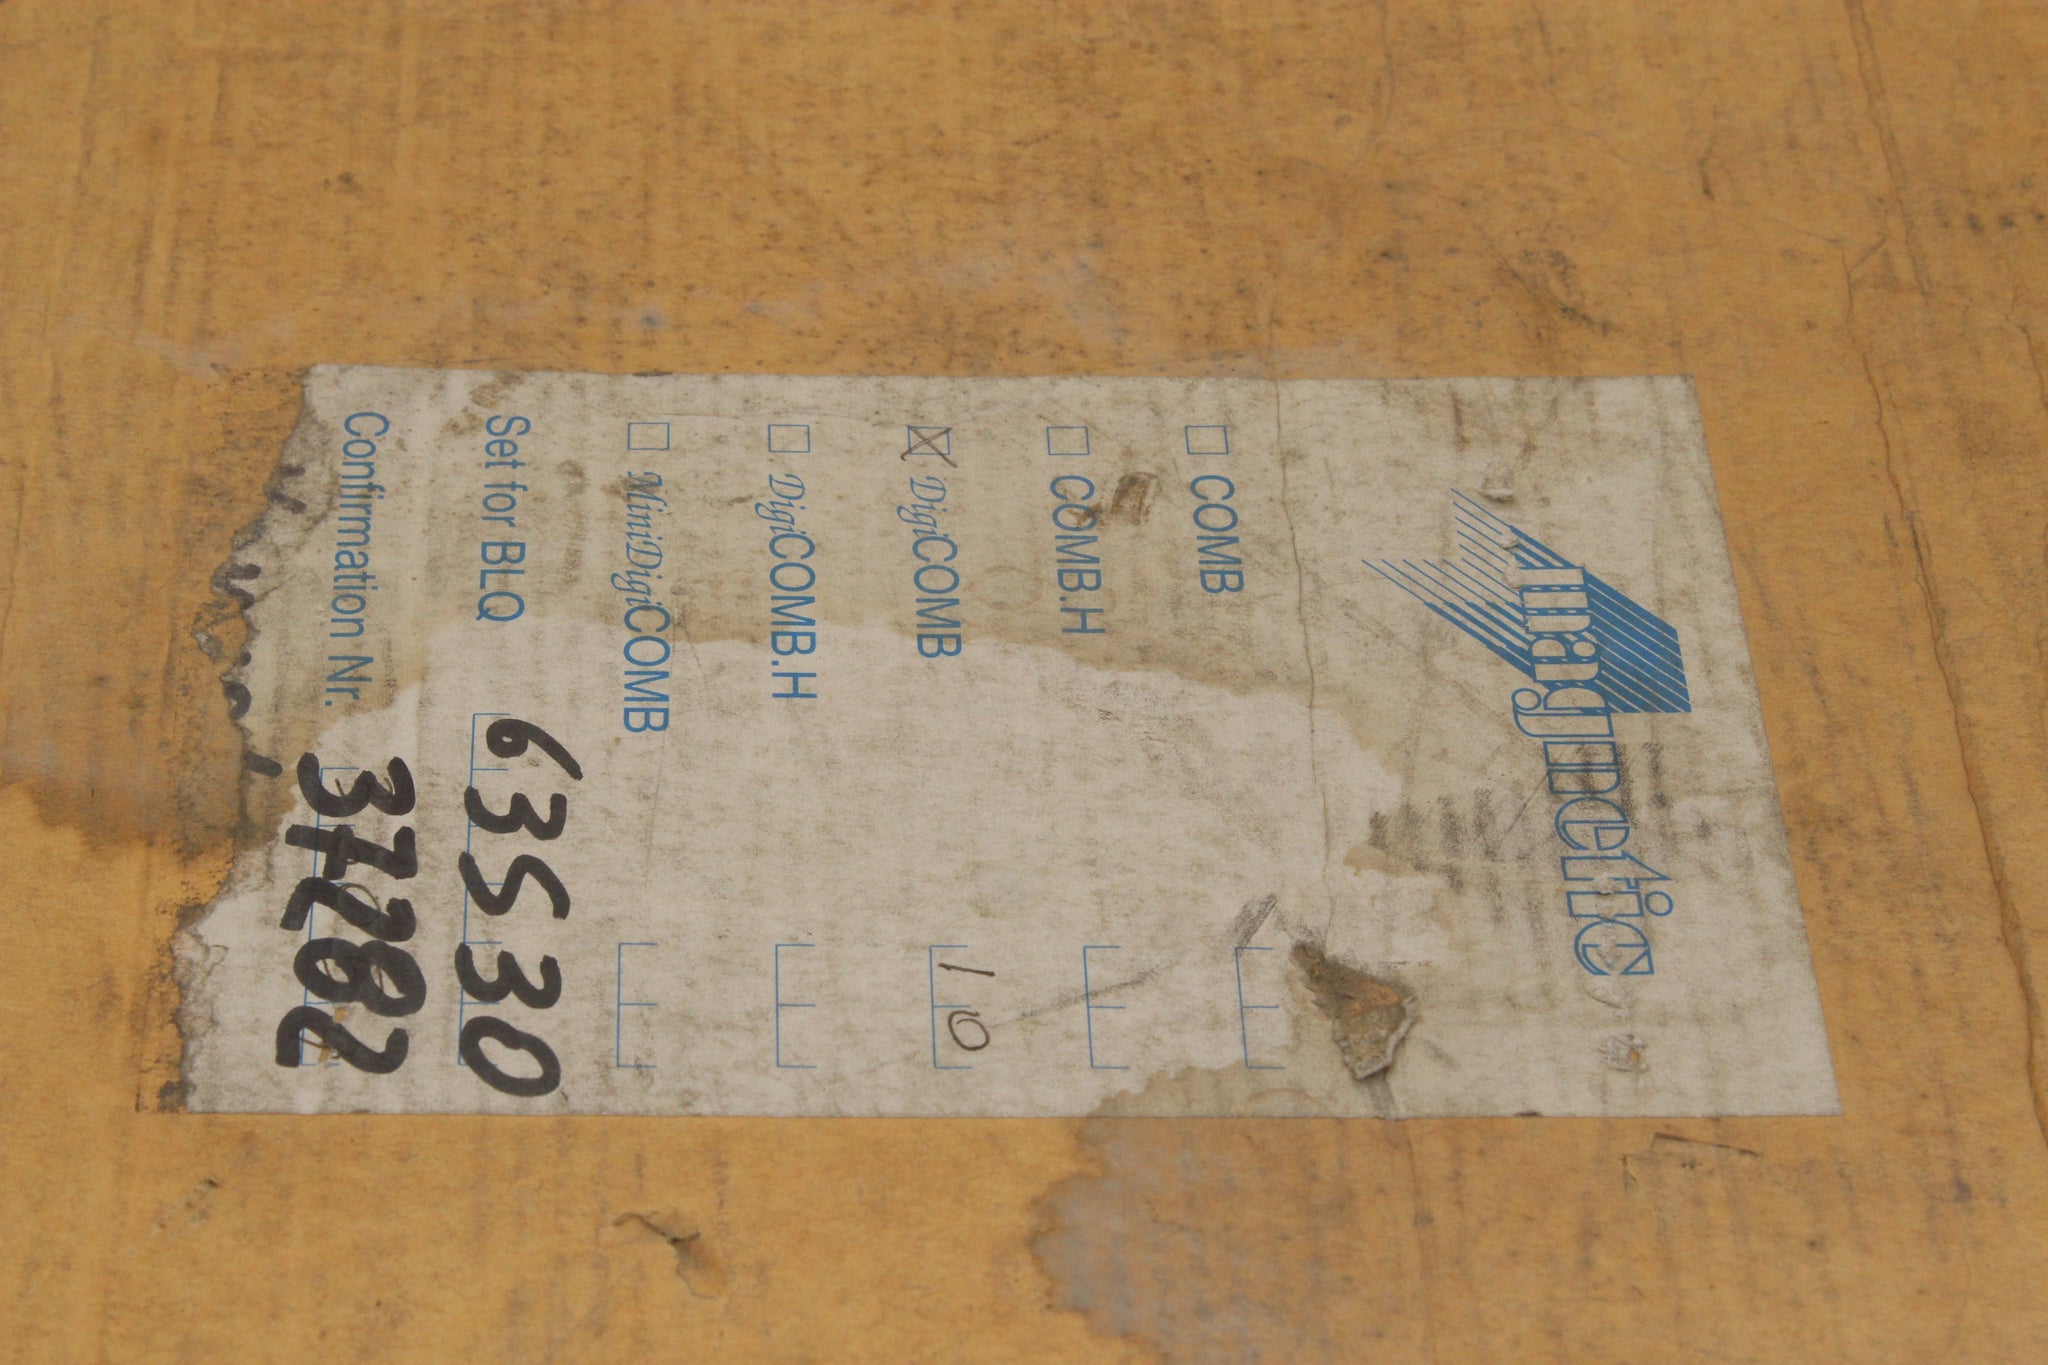 magnetic
COMB
COMB.H
DigiCOMB 10
DigiCOMB.H
MiniDigiCOMB
Set for BLQ 63530
Confirmation Nr. 37282